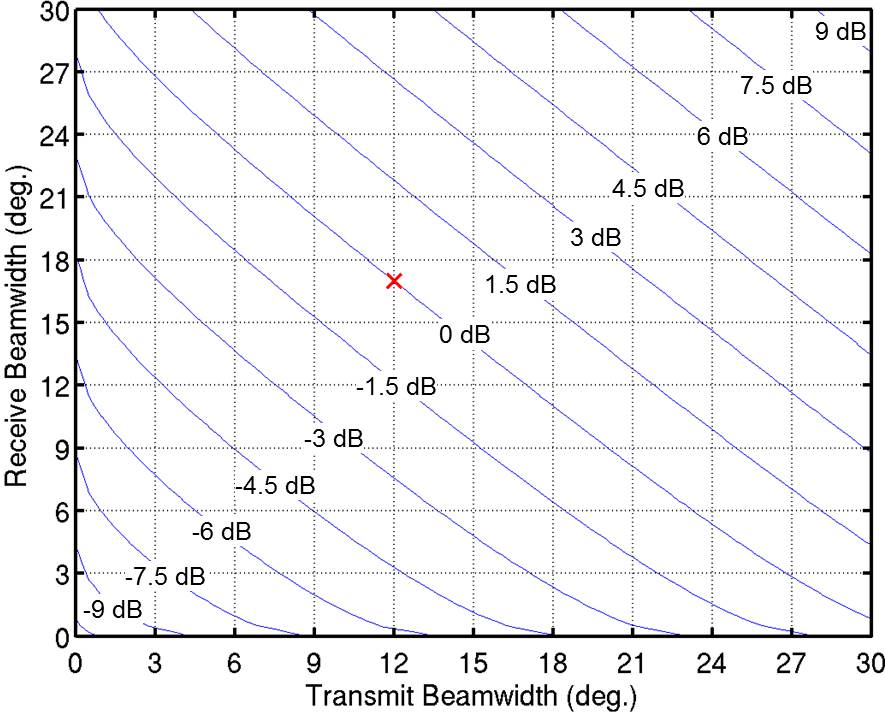 30
27
24
21
18
15
12
9
6
3
0
Receive Beamwidth (deg.)
9 dB
7.5 dB
6 dB
4.5 dB
3 dB
1.5 dB
0 dB
-1.5 dB
-3 dB
-4.5 dB
-6 dB
-7.5 dB
-9 dB
0 3 6 9 12 15 18 21 24 27 30
Transmit Beamwidth (deg.)